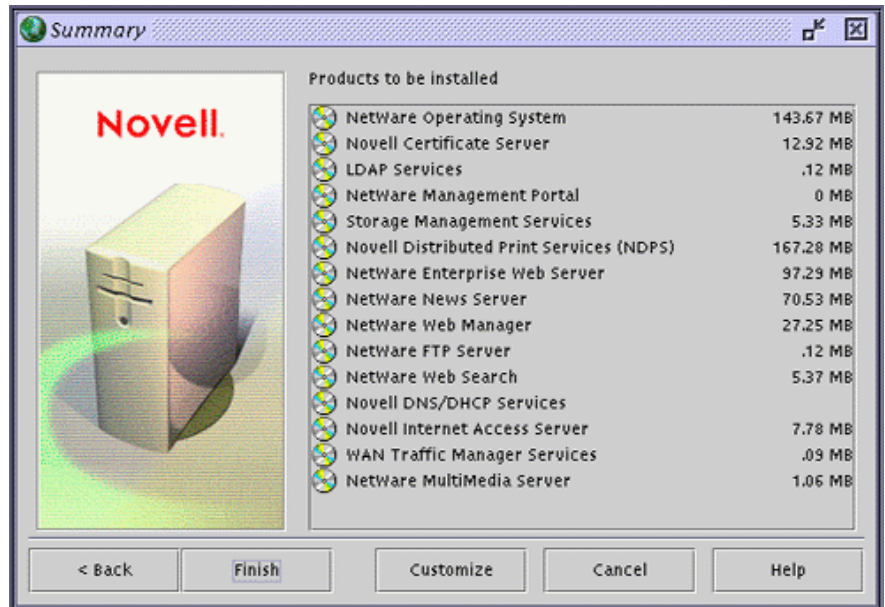 Summary
Novell.
Products to be installed
NetWare Operating System 143.67 MB
Novell Certificate Server 12.92 MB
LDAP Services .12 MB
NetWare Management Portal 0 MB
Storage Management Services 5.33 MB
Novell Distributed Print Services (NDPS) 167.28 MB
NetWare Enterprise Web Server 97.29 MB
NetWare News Server 70.53 MB
NetWare Web Manager 27.25 MB
NetWare FTP Server .12 MB
NetWare Web Search 5.37 MB
Novell DNS/DHCP Services
Novell Internet Access Server 7.78 MB
WAN Traffic Manager Services .09 MB
NetWare MultiMedia Server 1.06 MB
< Back Finish Customize Cancel Help